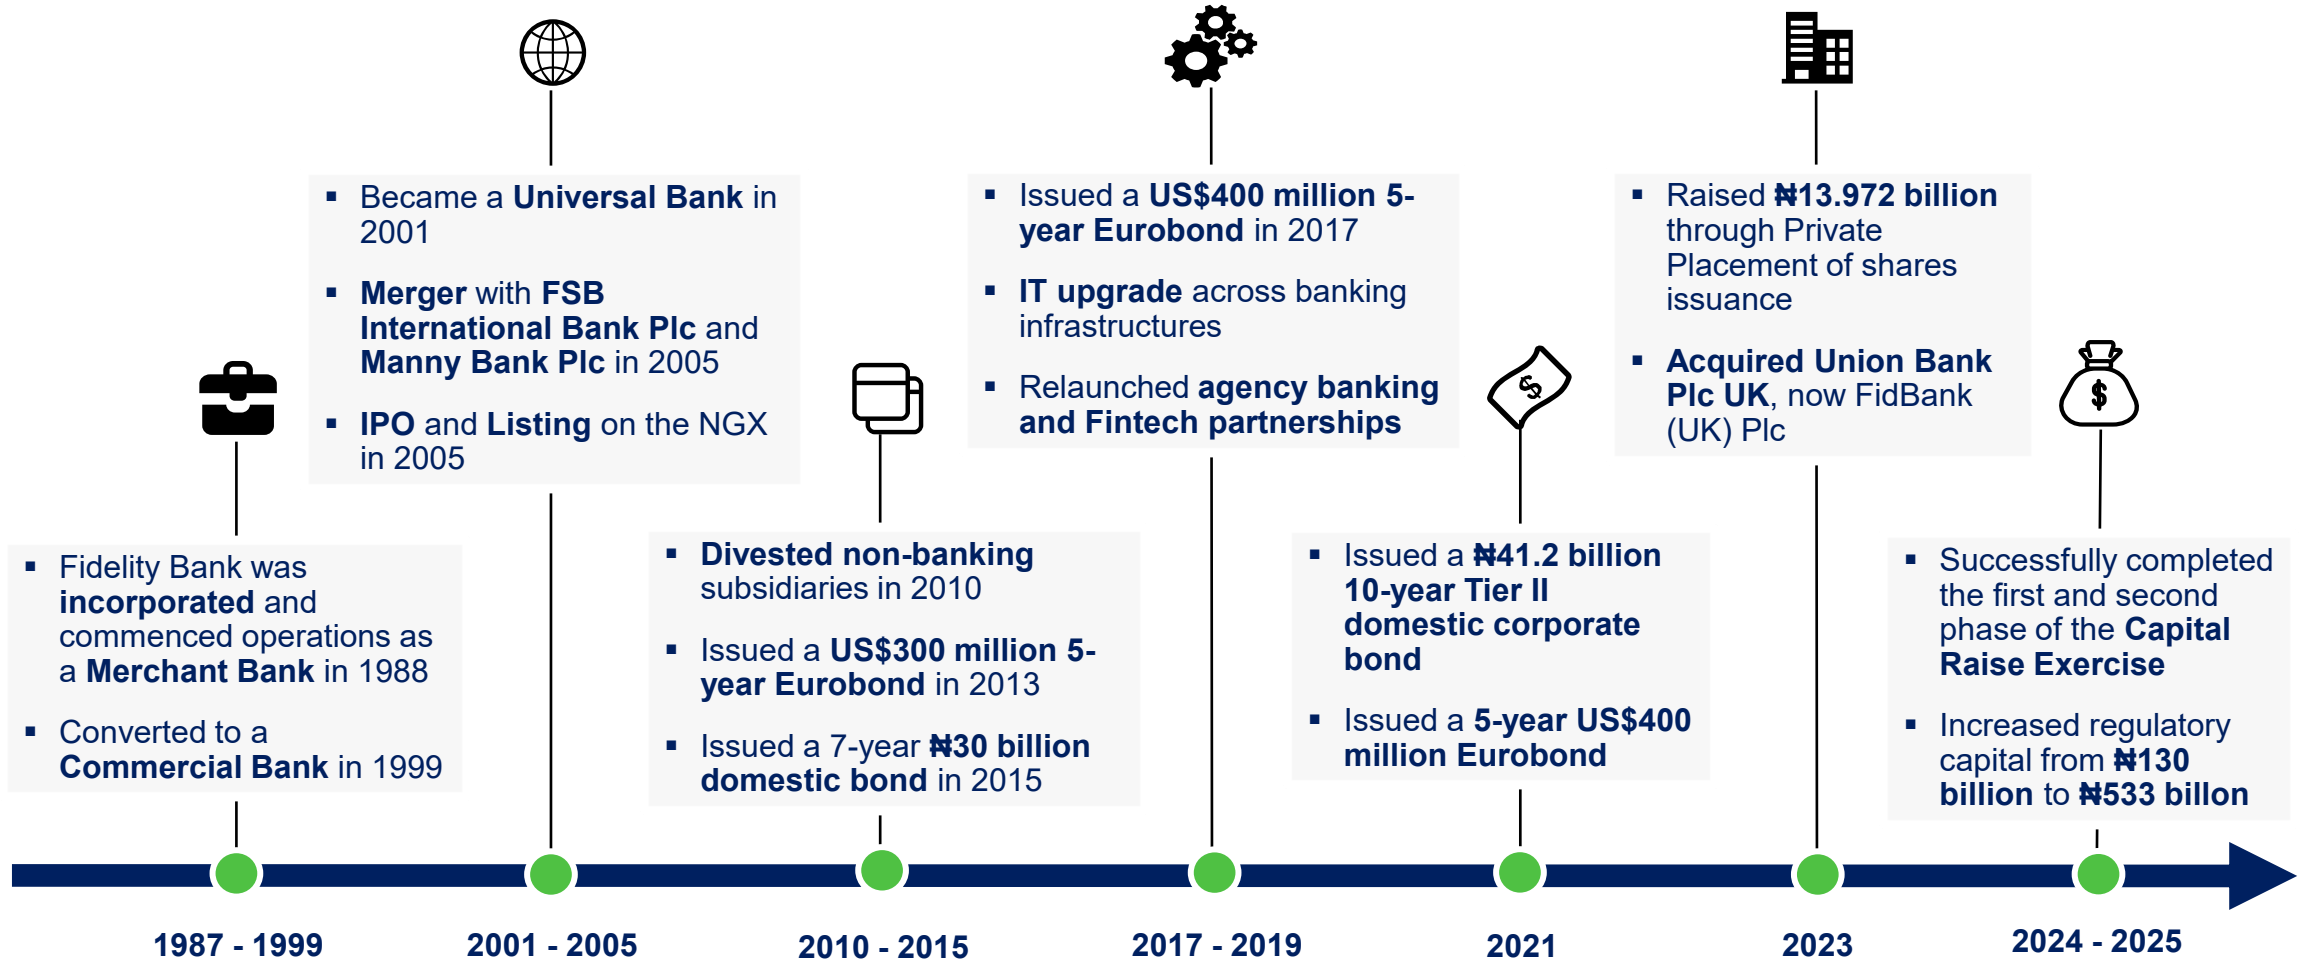 ▪ Became a Universal Bank in
2001
▪ Merger with FSB
International Bank Plc and
Manny Bank Plc in 2005
▪ IPO and Listing on the NGX
in 2005
▪ Issued a US$400 million 5-
year Eurobond in 2017
▪ IT upgrade across banking
infrastructures
▪ Relaunched agency banking
and Fintech partnerships
▪ Raised ₦13.972 billion
through Private
Placement of shares
issuance
▪ Acquired Union Bank
Plc UK, now FidBank
(UK) Plc
$
$
▪ Fidelity Bank was
incorporated and
commenced operations as
a Merchant Bank in 1988
▪ Converted to a
Commercial Bank in 1999
▪ Divested non-banking
subsidiaries in 2010
▪ Issued a US$300 million 5-
year Eurobond in 2013
▪ Issued a 7-year ₦30 billion
domestic bond in 2015
▪ Issued a ₦41.2 billion
10-year Tier II
domestic corporate
bond
▪ Issued a 5-year US$400
million Eurobond
▪ Successfully completed
the first and second
phase of the Capital
Raise Exercise
▪ Increased regulatory
capital from ₦130
billion to ₦533 billon
1987 - 1999
2001 - 2005
2010 - 2015
2017 - 2019
2021
2023
2024 - 2025